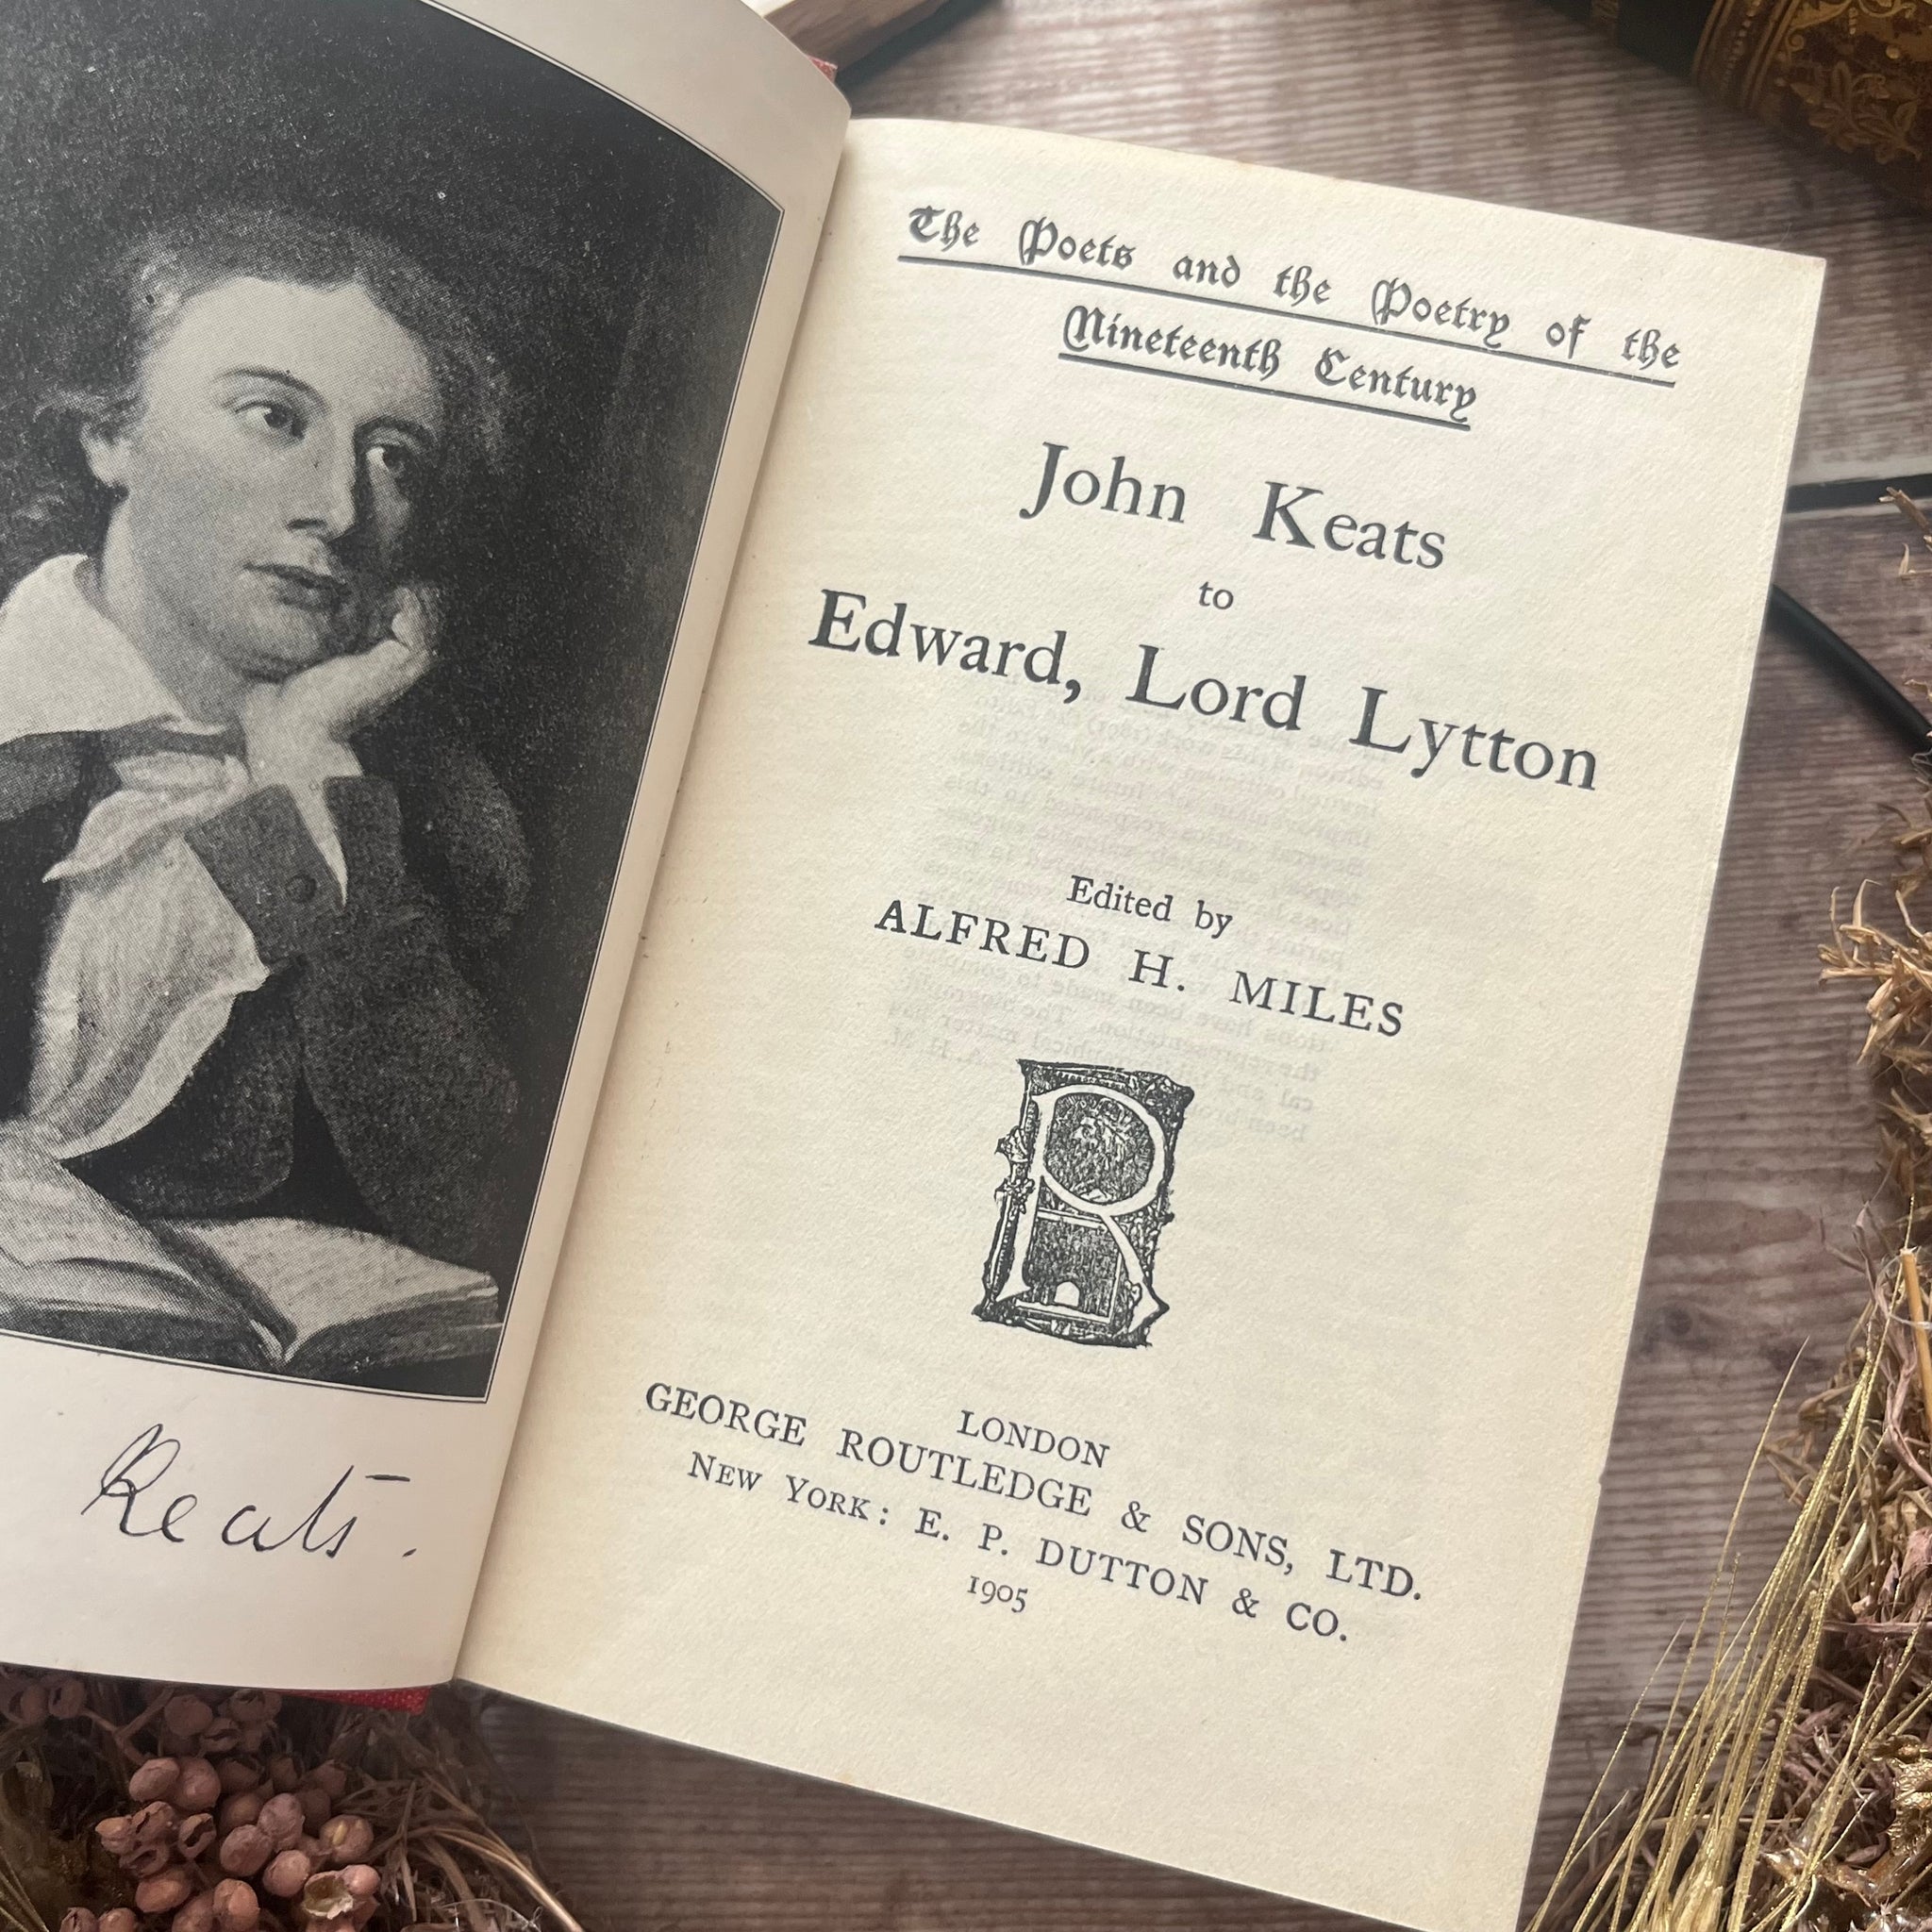 Keats.
The Poets and the Poetry of the
Nineteenth Century
John Keats
to
Edward, Lord Lytton
Edited by
ALFRED H. MILES
R
LONDON
GEORGE ROUTLEDGE & SONS, LTD.
NEW YORK: E. P. DUTTON & CO.
1905